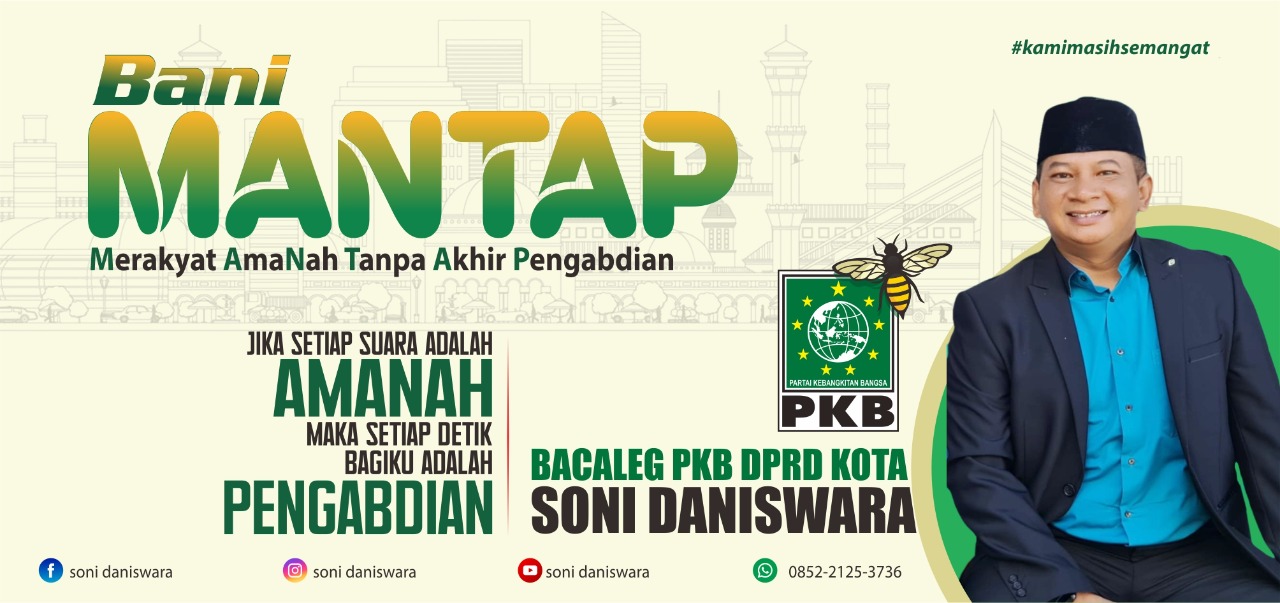 #kamimasihsemangat
Bani
MANTAP
Merakyat AmaNah Tanpa Akhir Pengabdian
JIKA SETIAP SUARA ADALAH
AMANAH
MAKA SETIAP DETIK
BAGIKU ADALAH
PENGABDIAN
PARTAI KEBANGKITAN BANGSA
PKB
BACALEG PKB DPRD KOTA
SONI DANISWARA
soni daniswara
soni daniswara
soni daniswara
0852-2125-3736